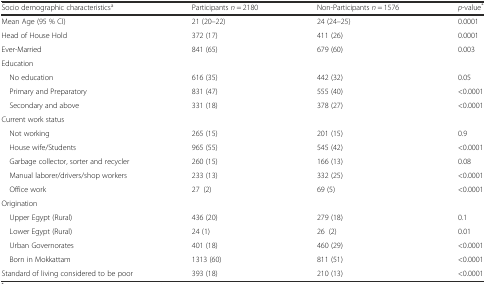 Socio demographic characteristicsᵃ Participants n = 2180 Non-Participants n = 1576 p-value*
Mean Age (95 % CI) 21 (20–22) 24 (24–25) 0.0001
Head of House Hold 372 (17) 411 (26) 0.0001
Ever-Married 841 (65) 679 (60) 0.003
Education
No education 616 (35) 442 (32) 0.05
Primary and Preparatory 831 (47) 555 (40) <0.0001
Secondary and above 331 (18) 378 (27) <0.0001
Current work status
Not working 265 (15) 201 (15) 0.9
House wife/Students 965 (55) 545 (42) <0.0001
Garbage collector, sorter and recycler 260 (15) 166 (13) 0.08
Manual laborer/drivers/shop workers 233 (13) 332 (25) <0.0001
Office work 27 (2) 69 (5) <0.0001
Origination
Upper Egypt (Rural) 436 (20) 279 (18) 0.1
Lower Egypt (Rural) 24 (1) 26 (2) 0.01
Urban Governorates 401 (18) 460 (29) <0.0001
Born in Mokkattam 1313 (60) 811 (51) <0.0001
Standard of living considered to be poor 393 (18) 210 (13) <0.0001